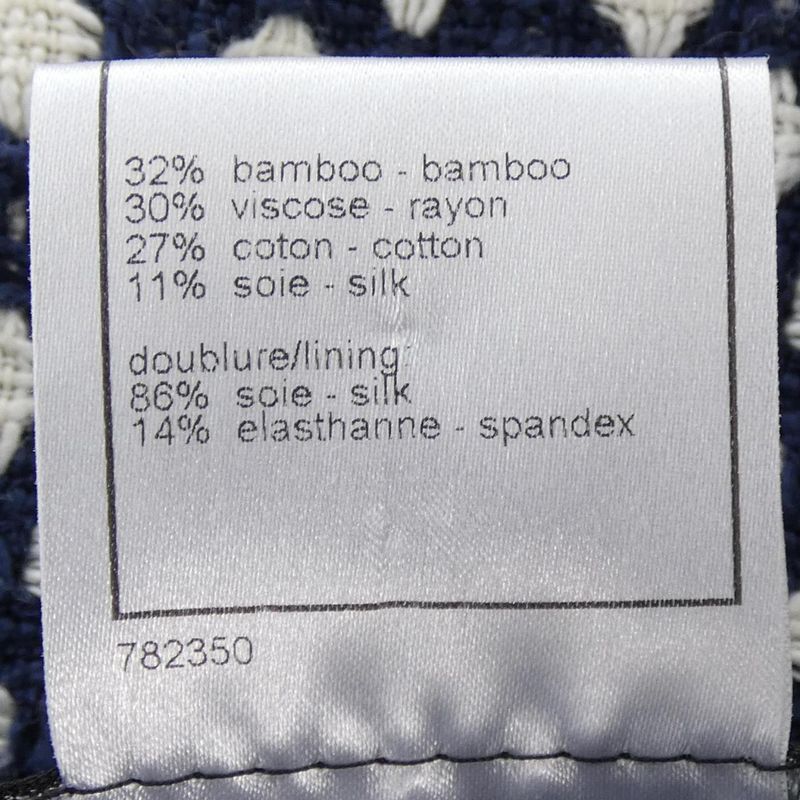 32% bamboo - bamboo
30% viscose - rayon
27% coton - cotton
11% soie - silk
doublure/lining:
86% soie - silk
14% elasthanne - spandex
782350